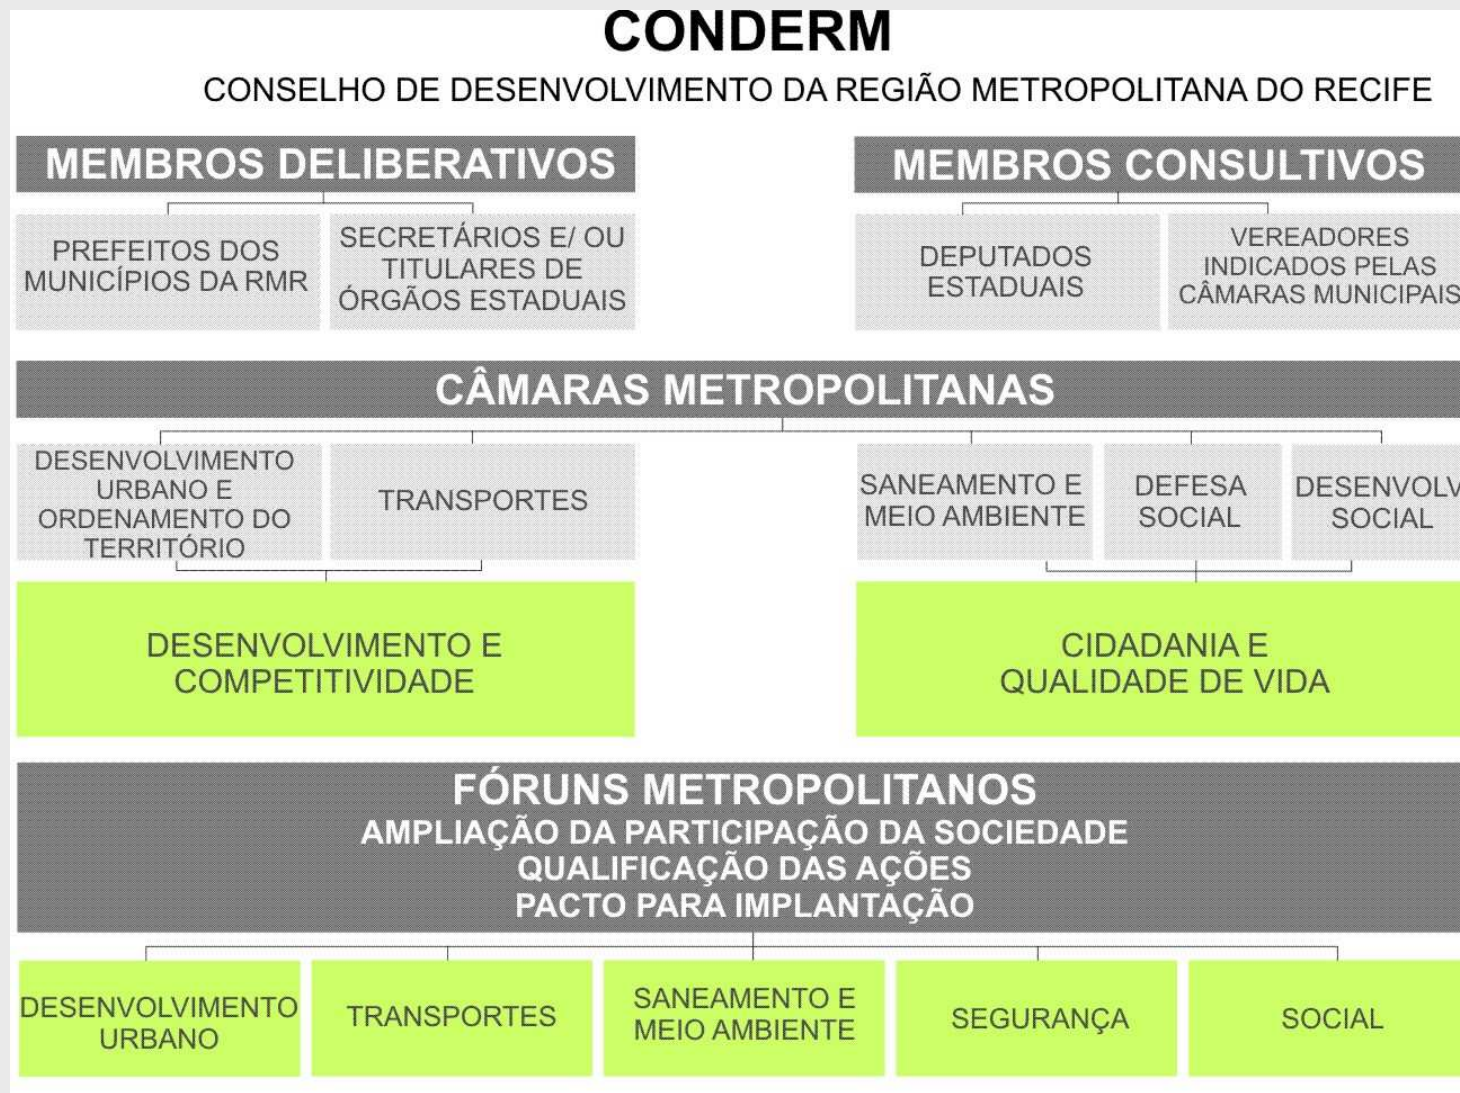 CONDERM
CONSELHO DE DESENVOLVIMENTO DA REGIÃO METROPOLITANA DO RECIFE
MEMBROS DELIBERATIVOS
PREFEITOS DOS
MUNICÍPIOS DA RMR
SECRETÁRIOS E/ OU
TITULARES DE
ÓRGÃOS ESTADUAIS
MEMBROS CONSULTIVOS
DEPUTADOS
ESTADUAIS
VEREADORES
INDICADOS PELAS
CÂMARAS MUNICIPAIS
CÂMARAS METROPOLITANAS
DESENVOLVIMENTO
URBANO E
ORDENAMENTO DO
TERRITÓRIO
TRANSPORTES
SANEAMENTO E
MEIO AMBIENTE
DEFESA
SOCIAL
DESENVOLV
SOCIAL
DESENVOLVIMENTO E
COMPETITIVIDADE
CIDADANIA E
QUALIDADE DE VIDA
FÓRUNS METROPOLITANOS
AMPLIAÇÃO DA PARTICIPAÇÃO DA SOCIEDADE
QUALIFICAÇÃO DAS AÇÕES
PACTO PARA IMPLANTAÇÃO
DESENVOLVIMENTO
URBANO
TRANSPORTES
SANEAMENTO E
MEIO AMBIENTE
SEGURANÇA
SOCIAL